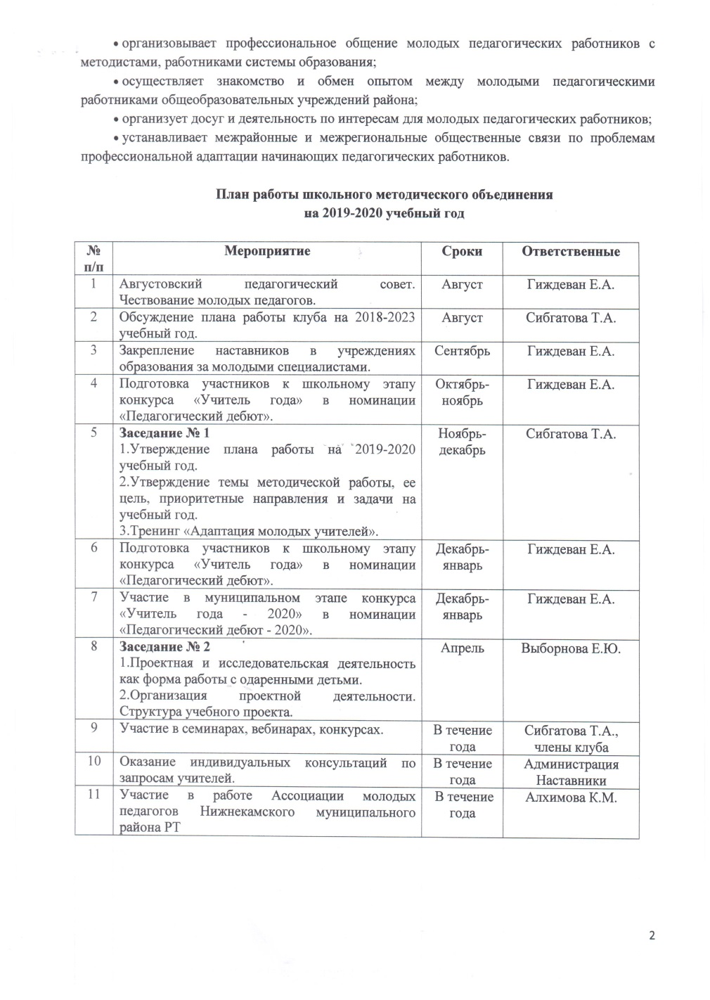 • организовывает профессиональное общение молодых педагогических работников с
методистами, работниками системы образования;
• осуществляет знакомство и обмен опытом между молодыми педагогическими
работниками общеобразовательных учреждений района;
• организует досуг и деятельность по интересам для молодых педагогических работников;
• устанавливает межрайонные и межрегиональные общественные связи по проблемам
профессиональной адаптации начинающих педагогических работников.
План работы школьного методического объединения
на 2019-2020 учебный год
№ Мероприятие Сроки Ответственные
п/п
1 Августовский педагогический совет. Август Гиждеван Е.А.
Чествование молодых педагогов.
2 Обсуждение плана работы клуба на 2018-2023 Август Сибгатова Т.А.
учебный год.
3 Закрепление наставников в учреждениях Сентябрь Гиждеван Е.А.
образования за молодыми специалистами.
4 Подготовка участников к школьному этапу Октябрь- Гиждеван Е.А.
конкурса «Учитель года» в номинации ноябрь
«Педагогический дебют».
5 Заседание № 1 Ноябрь- Сибгатова Т.А.
1.Утверждение плана работы на 2019-2020 декабрь
учебный год.
2.Утверждение темы методической работы, ее
цель, приоритетные направления и задачи на
учебный год.
3.Тренинг «Адаптация молодых учителей».
6 Подготовка участников к школьному этапу Декабрь- Гиждеван Е.А.
конкурса «Учитель года» в номинации январь
«Педагогический дебют».
7 Участие в муниципальном этапе конкурса Декабрь- Гиждеван Е.А.
«Учитель года - 2020» в номинации январь
«Педагогический дебют - 2020».
8 Заседание № 2 Апрель Выборнова Е.Ю.
1.Проектная и исследовательская деятельность
как форма работы с одаренными детьми.
2.Организация проектной деятельности.
Структура учебного проекта.
9 Участие в семинарах, вебинарах, конкурсах. В течение Сибгатова Т.А.,
года члены клуба
10 Оказание индивидуальных консультаций по В течение Администрация
запросам учителей. года Наставники
11 Участие в работе Ассоциации молодых В течение Алхимова К.М.
педагогов Нижнекамского муниципального года
района РТ
2